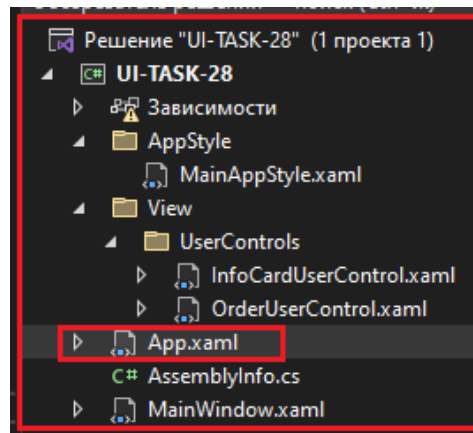 Решение "UI-TASK-28" (1 проекта 1)
C# UI-TASK-28
Зависимости
AppStyle
MainAppStyle.xaml
View
UserControls
InfoCardUserControl.xaml
OrderUserControl.xaml
App.xaml
C# AssemblyInfo.cs
MainWindow.xaml